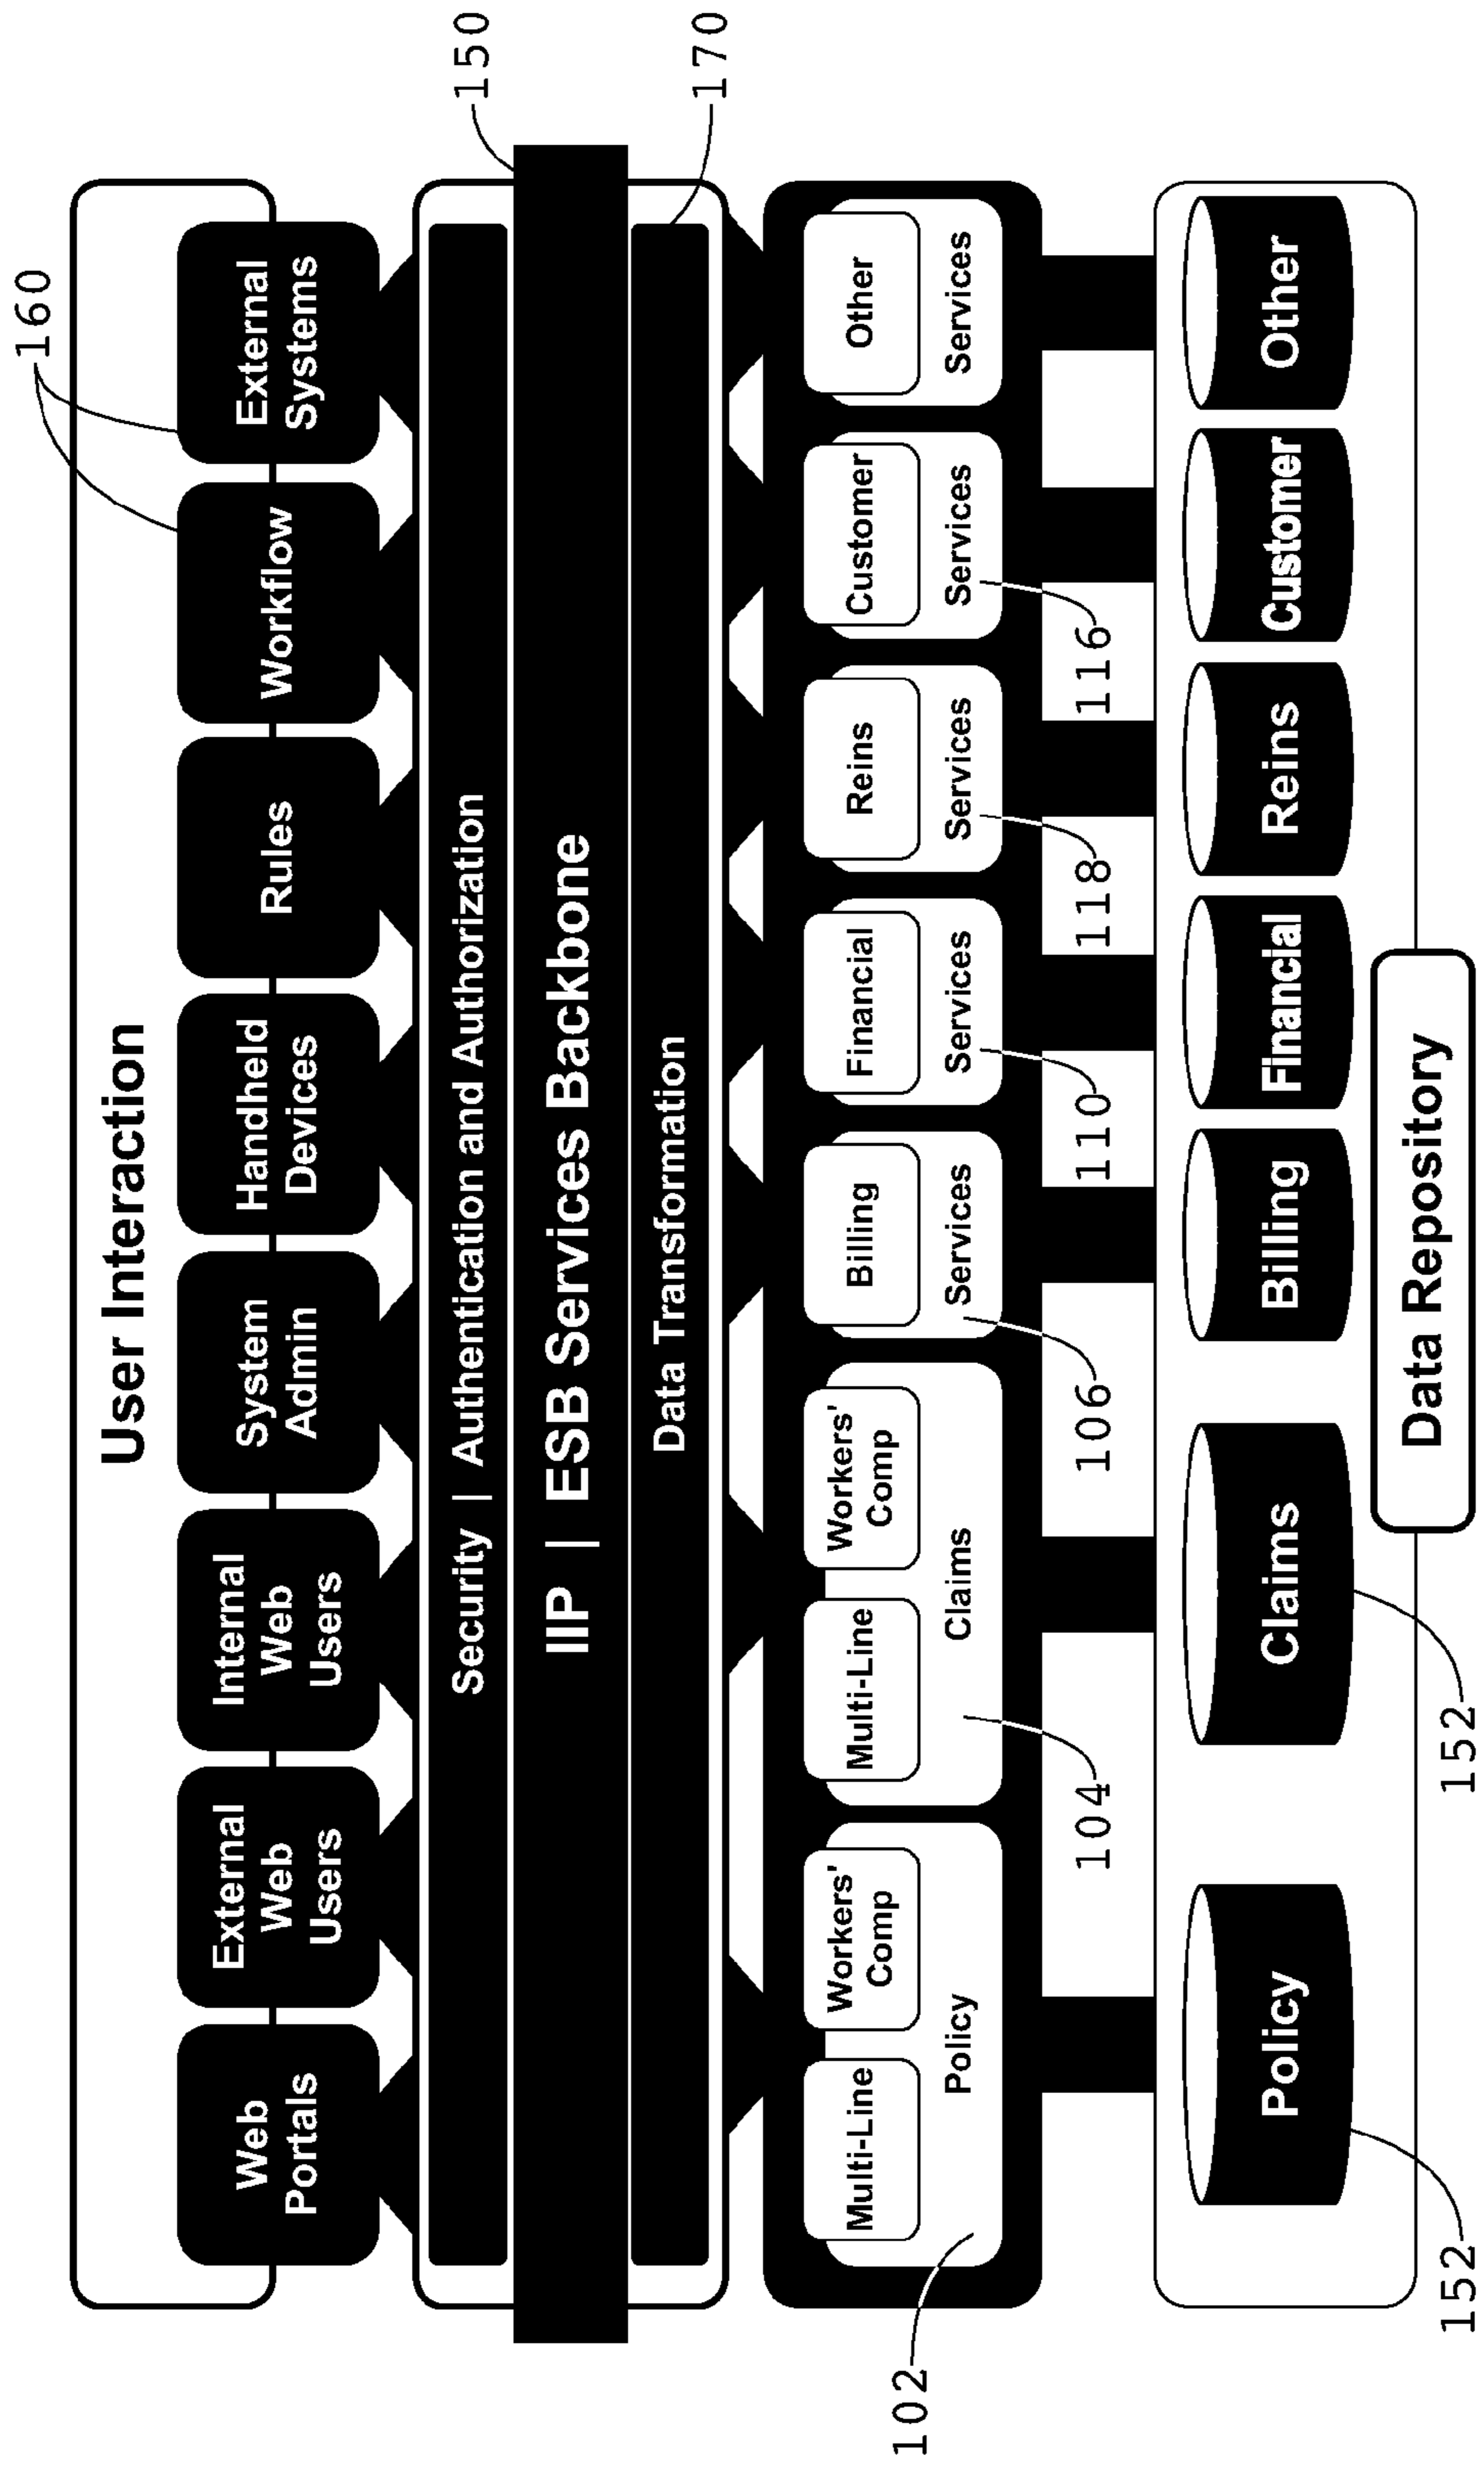 160
User Interaction
Web
Portals
External
Web
Users
Internal
Web
Users
System
Admin
Handheld
Devices
Rules
Workflow
External
Systems
150
Security | Authentication and Authorization
IIP | ESB Services Backbone
Data Transformation
170
102
Multi-Line
Workers'
Comp
Policy
Multi-Line
Workers'
Comp
Claims
Billing
Services
Financial
Services
Reins
Services
Customer
Services
Other
Services
104
106
110
118
116
Policy
Claims
Billing
Financial
Reins
Customer
Other
Data Repository
152
152